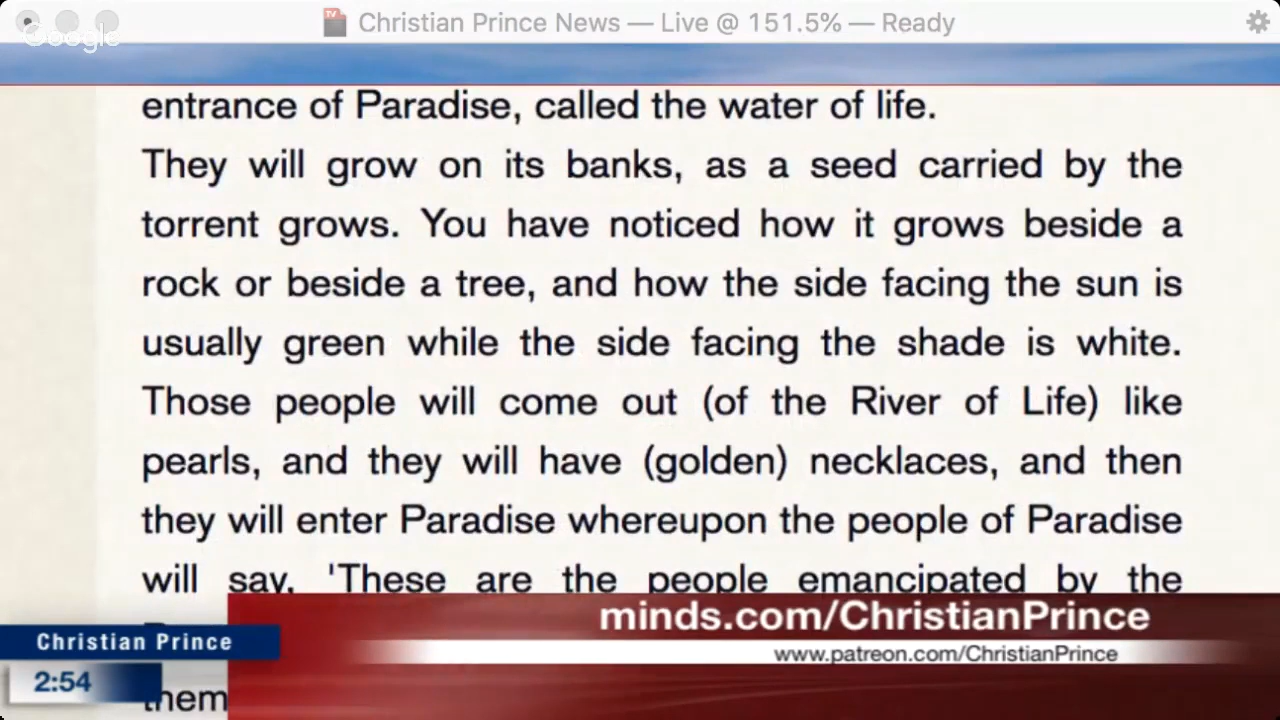 Christian Prince News — Live @ 151.5% — Ready
Google
entrance of Paradise, called the water of life.
They will grow on its banks, as a seed carried by the
torrent grows. You have noticed how it grows beside a
rock or beside a tree, and how the side facing the sun is
usually green while the side facing the shade is white.
Those people will come out (of the River of Life) like
pearls, and they will have (golden) necklaces, and then
they will enter Paradise whereupon the people of Paradise
will say, 'These are the people emancipated by the
them
minds.com/ChristianPrince
www.patreon.com/ChristianPrince
Christian Prince
2:54